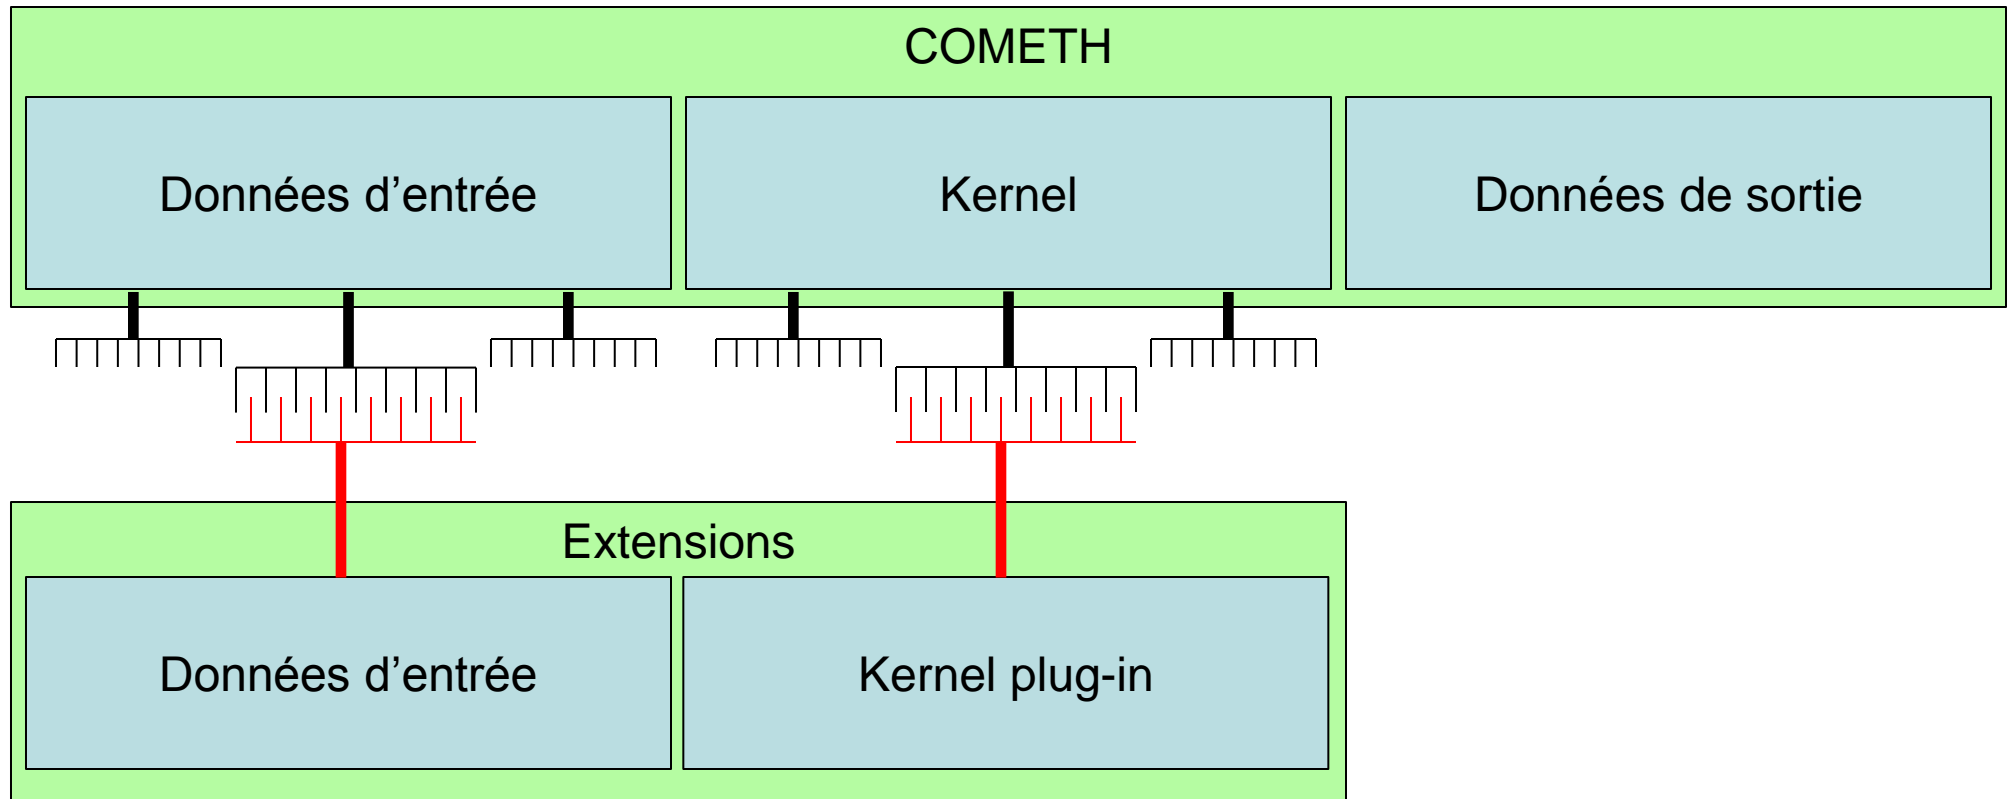 COMETH
Données d’entrée
Kernel
Données de sortie
Extensions
Données d’entrée
Kernel plug-in